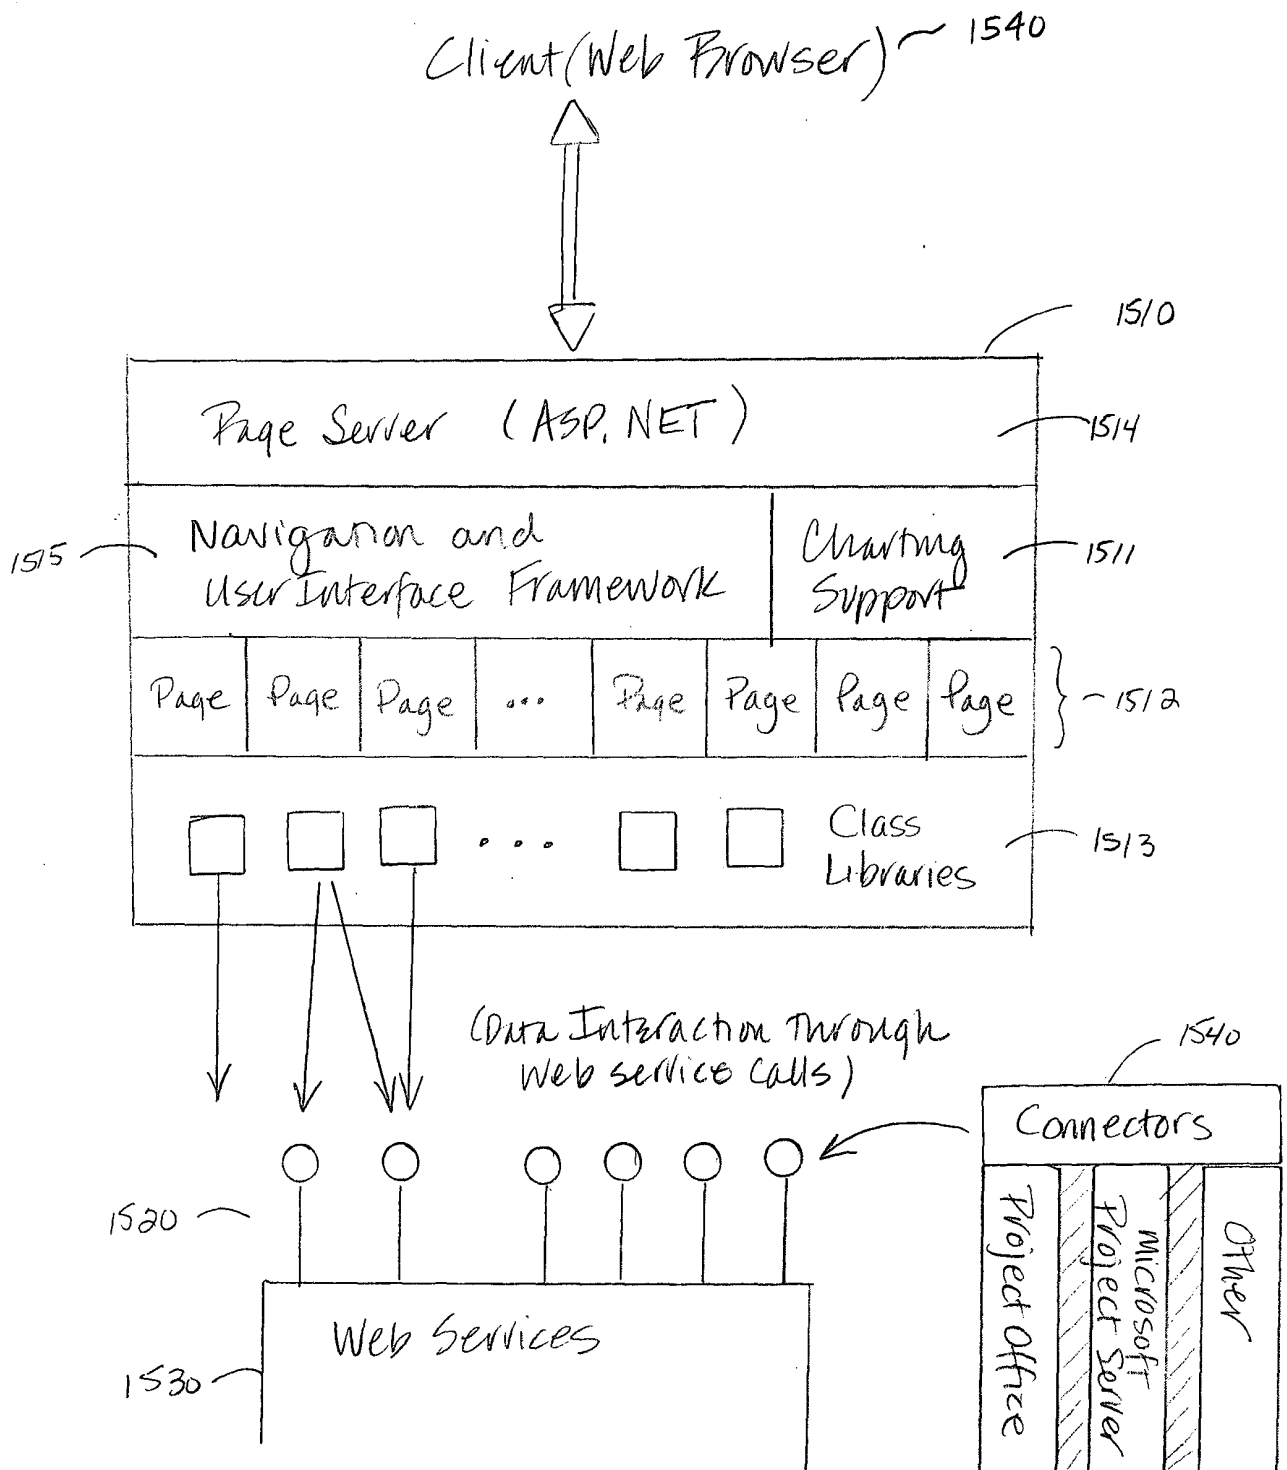 Client (Web Browser) 1540
1510
Page Server (ASP.NET)
1514
1515
Navigation and
User Interface Framework
Charting
Support
1511
Page Page Page ... Page Page Page Page
1512
...
Class
Libraries
1513
(Data Interaction Through
Web service Calls)
1540
Connectors
1520
Project Office
Microsoft
Project Server
Other
Web Services
1530